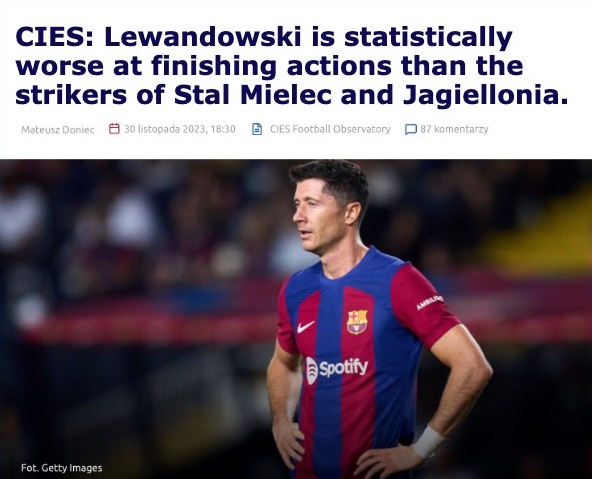 CIES: Lewandowski is statistically
worse at finishing actions than the
strikers of Stal Mielec and Jagiellonia.
Mateusz Doniec 30 listopada 2023, 18:30 CIES Football Observatory 87 komentarzy
AMBILIGHT
Spotify
Fot. Getty Images